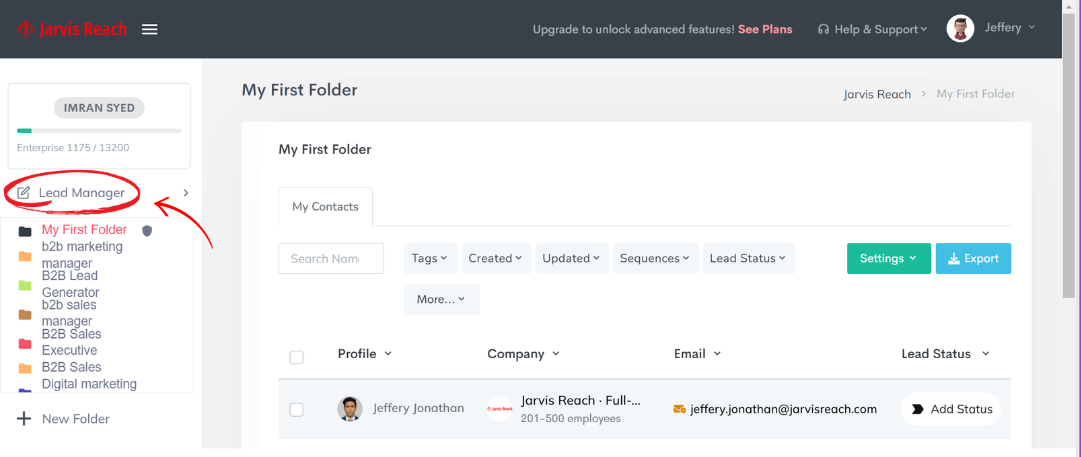 Jarvis Reach
Upgrade to unlock advanced features! See Plans
Help & Support
Jeffery
IMRAN SYED
Enterprise 1175 / 13200
Lead Manager
My First Folder
b2b marketing
manager
B2B Lead
Generator
b2b sales
manager
B2B Sales
Executive
B2B Sales
Digital marketing
New Folder
My First Folder
Jarvis Reach > My First Folder
My First Folder
My Contacts
Search Name
Tags
Created
Updated
Sequences
Lead Status
Settings
Export
More...
Profile
Company
Email
Lead Status
Jeffery Jonathan
Jarvis Reach
Jarvis Reach · Full-...
201-500 employees
jeffery.jonathan@jarvisreach.com
Add Status